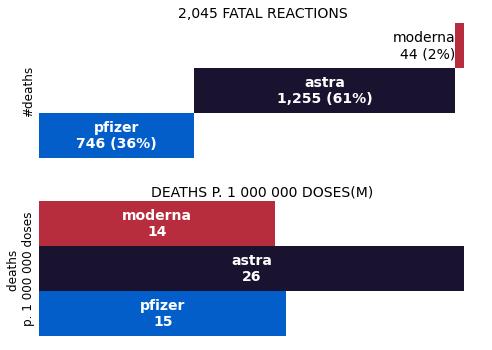 2,045 FATAL REACTIONS
moderna
44 (2%)
astra
1,255 (61%)
pfizer
746 (36%)
#deaths
DEATHS P. 1 000 000 DOSES(M)
moderna
14
astra
26
pfizer
15
deaths
p. 1 000 000 doses